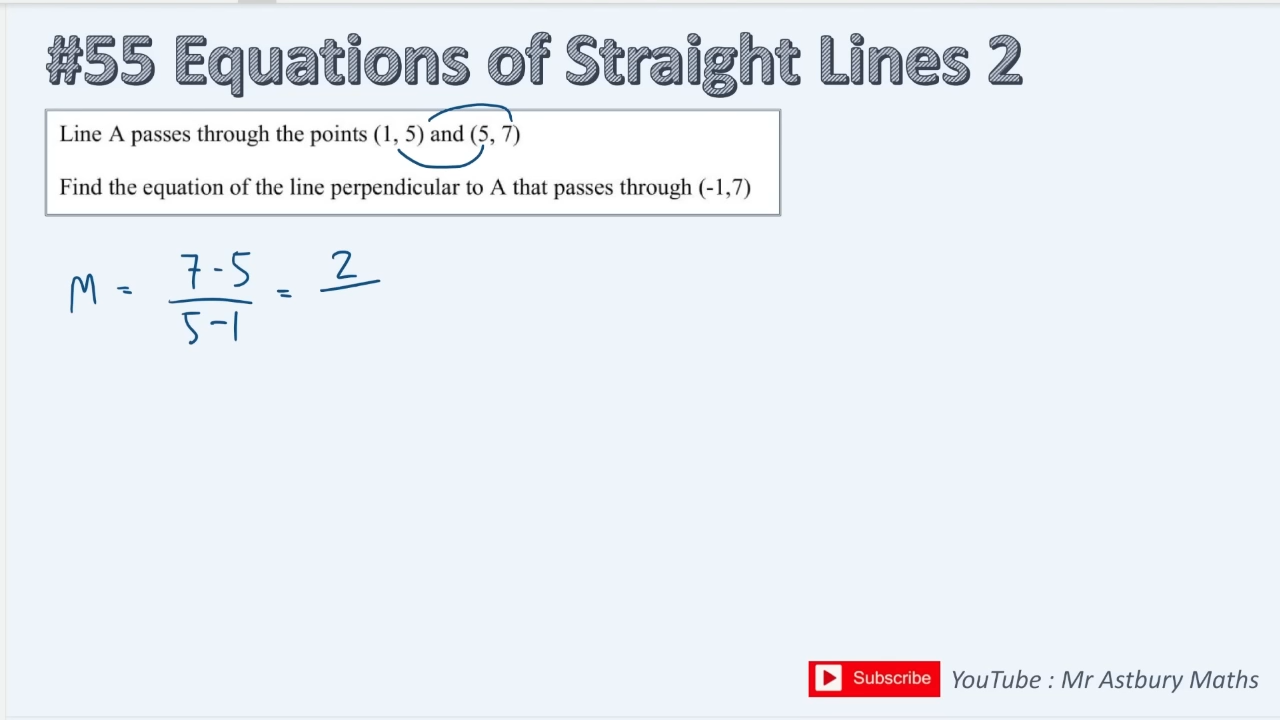 #55 Equations of Straight Lines 2
Line A passes through the points (1, 5) and (5, 7)
Find the equation of the line perpendicular to A that passes through (-1,7)
M = 7-5 = 2
5-1
Subscribe YouTube : Mr Astbury Maths